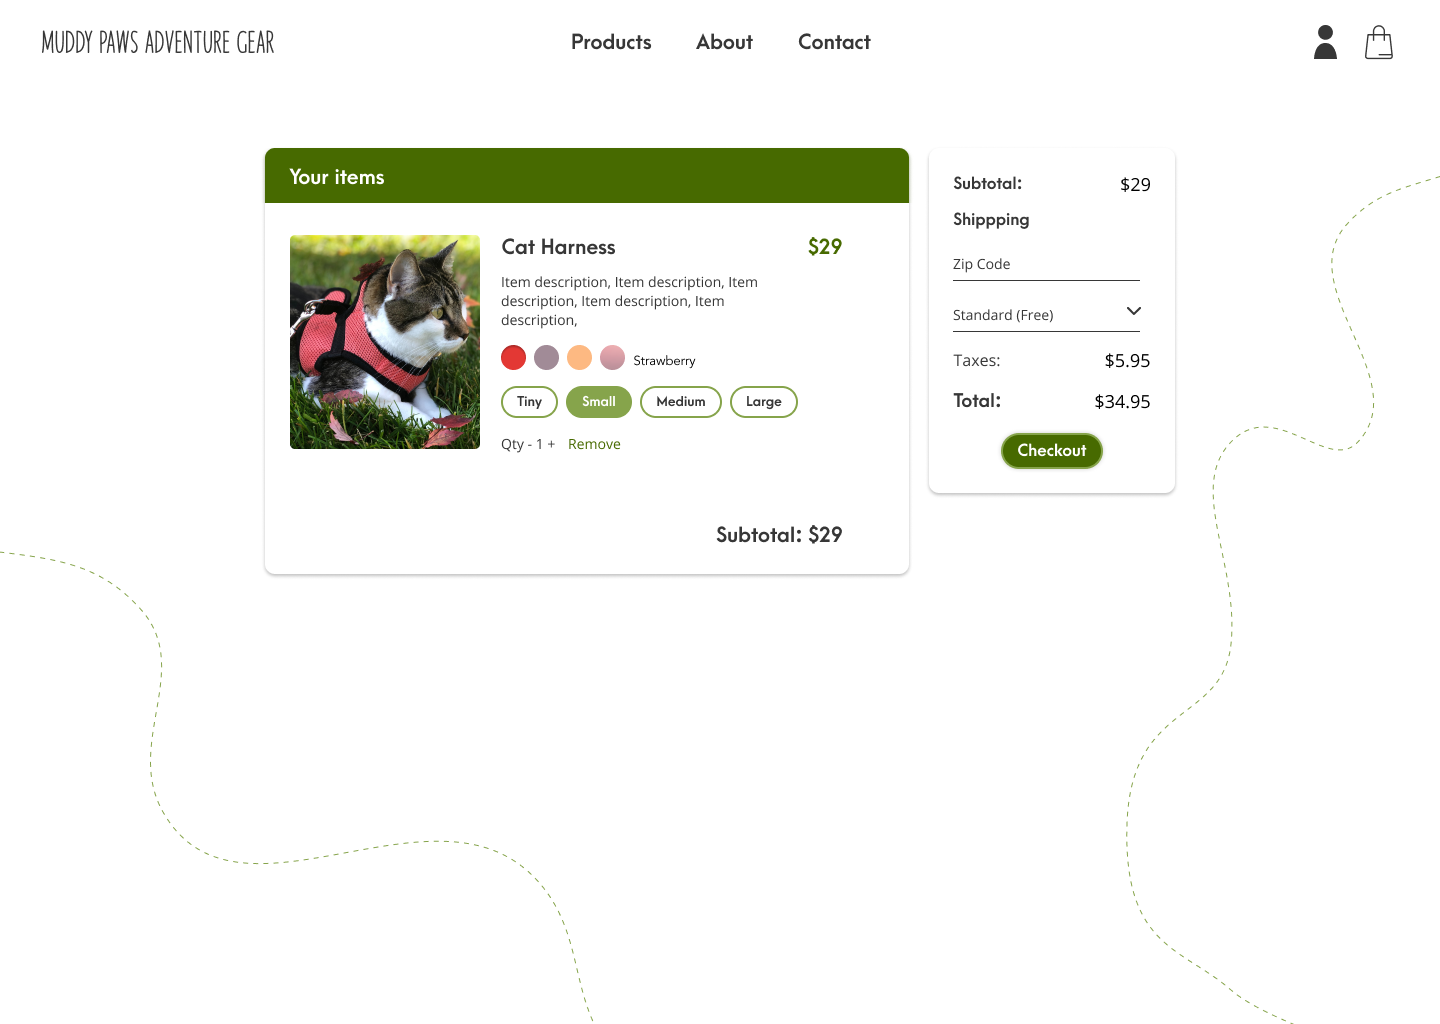 MUDDY PAWS ADVENTURE GEAR
Products
About
Contact
Your items
Cat Harness
$29
Item description, Item description, Item
description, Item description, Item
description,
Strawberry
Tiny
Small
Medium
Large
Qty - 1 +
Remove
Subtotal: $29
Subtotal:
$29
Shippping
Zip Code
Standard (Free)
Taxes:
$5.95
Total:
$34.95
Checkout